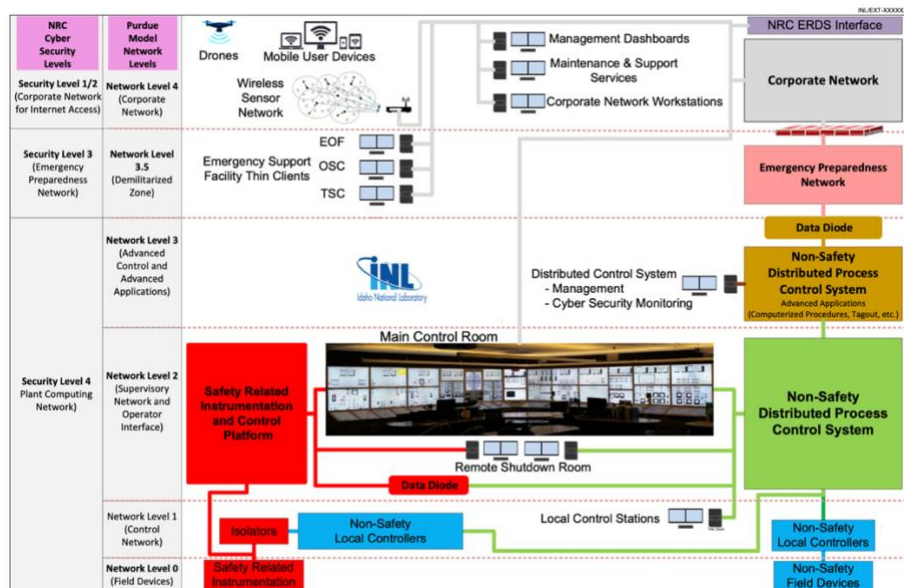 INL/EXT-XXXXX
NRC
Cyber
Security
Levels
Purdue
Model
Network
Levels
Drones
Mobile User Devices
Management Dashboards
NRC ERDS Interface
Security Level 1/2
(Corporate Network
for Internet Access)
Network Level 4
(Corporate
Network)
Wireless
Sensor
Network
Maintenance & Support
Services
Corporate Network Workstations
Corporate Network
Security Level 3
(Emergency
Preparedness
Network)
Network Level
3.5
(Demilitarized
Zone)
EOF
Emergency Support
Facility Thin Clients
OSC
TSC
Emergency Preparedness
Network
Data Diode
Network Level 3
(Advanced
Control and
Advanced
Applications)
INL
Idaho National Laboratory
Distributed Control System
- Management
- Cyber Security Monitoring
Non-Safety
Distributed Process
Control System
Advanced Applications
(Computerized Procedures, Tagout, etc.)
Security Level 4
Plant Computing
Network)
Network Level 2
(Supervisory
Network and
Operator
Interface)
Main Control Room
Safety Related
Instrumentation
and Control
Platform
Non-Safety
Distributed Process
Control System
Remote Shutdown Room
Data Diode
Network Level 1
(Control
Network)
Isolators
Non-Safety
Local Controllers
Local Control Stations
Non-Safety
Local Controllers
Network Level 0
(Field Devices)
Safety Related
Instrumentation
Non-Safety
Field Devices